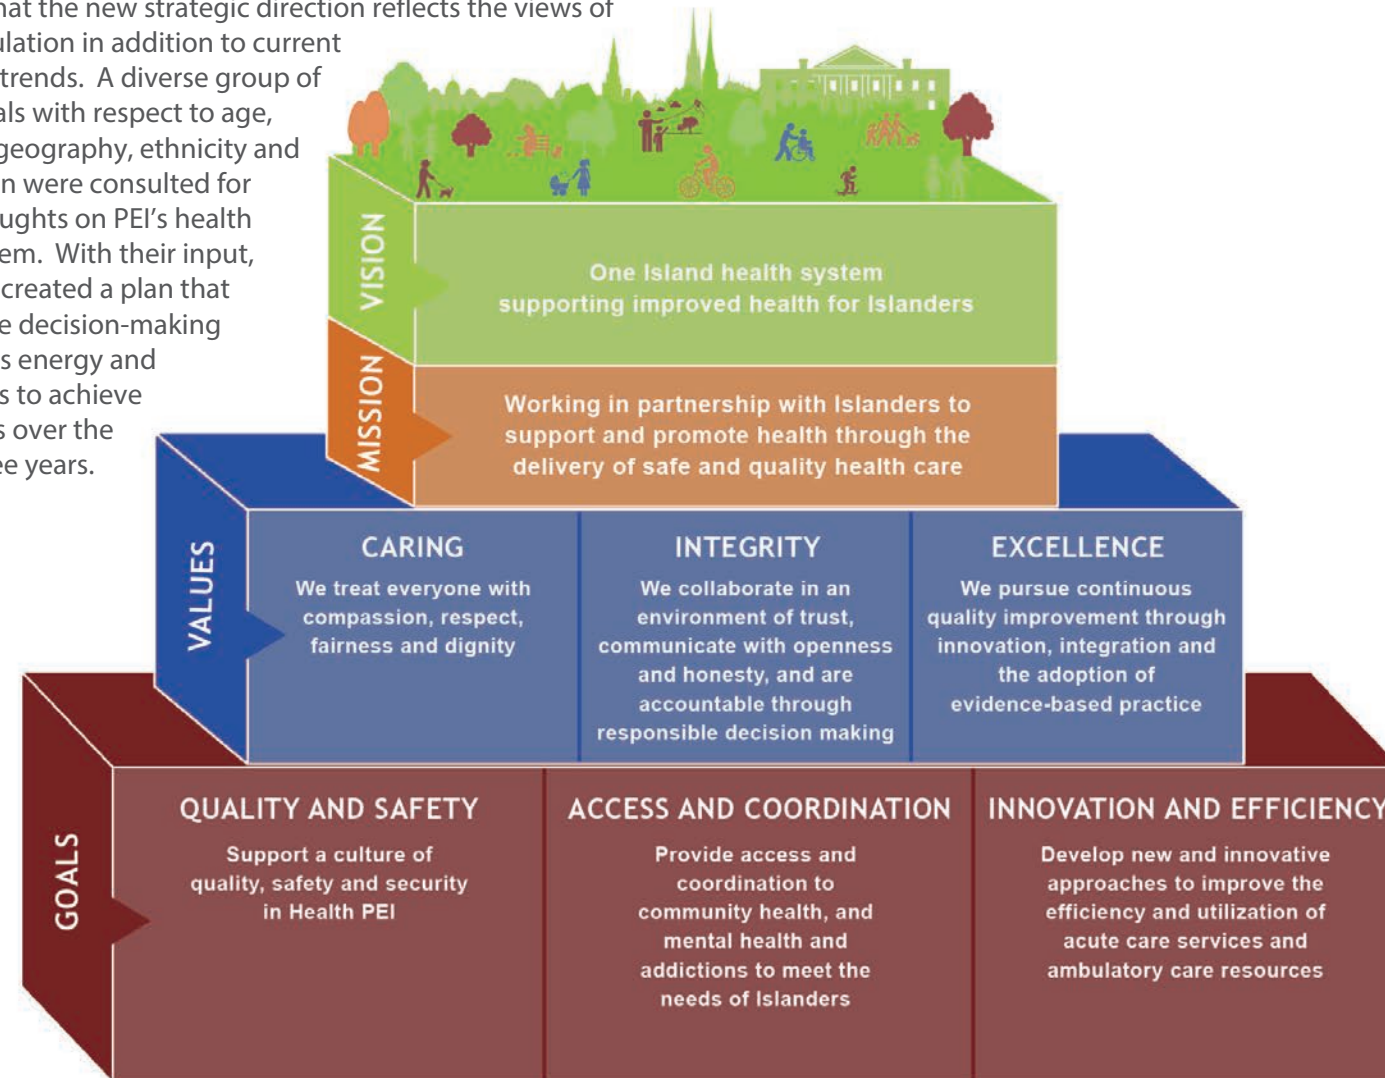 hat the new strategic direction reflects the views of
ulation in addition to current
trends. A diverse group of
als with respect to age,
geography, ethnicity and
n were consulted for
ughts on PEI's health
em. With their input,
created a plan that
e decision-making
s energy and
s to achieve
s over the
ee years.
VISION
One Island health system
supporting improved health for Islanders
MISSION
Working in partnership with Islanders to
support and promote health through the
delivery of safe and quality health care
VALUES
CARING
We treat everyone with
compassion, respect,
fairness and dignity
INTEGRITY
We collaborate in an
environment of trust,
communicate with openness
and honesty, and are
accountable through
responsible decision making
EXCELLENCE
We pursue continuous
quality improvement through
innovation, integration and
the adoption of
evidence-based practice
GOALS
QUALITY AND SAFETY
Support a culture of
quality, safety and security
in Health PEI
ACCESS AND COORDINATION
Provide access and
coordination to
community health, and
mental health and
addictions to meet the
needs of Islanders
INNOVATION AND EFFICIENCY
Develop new and innovative
approaches to improve the
efficiency and utilization of
acute care services and
ambulatory care resources